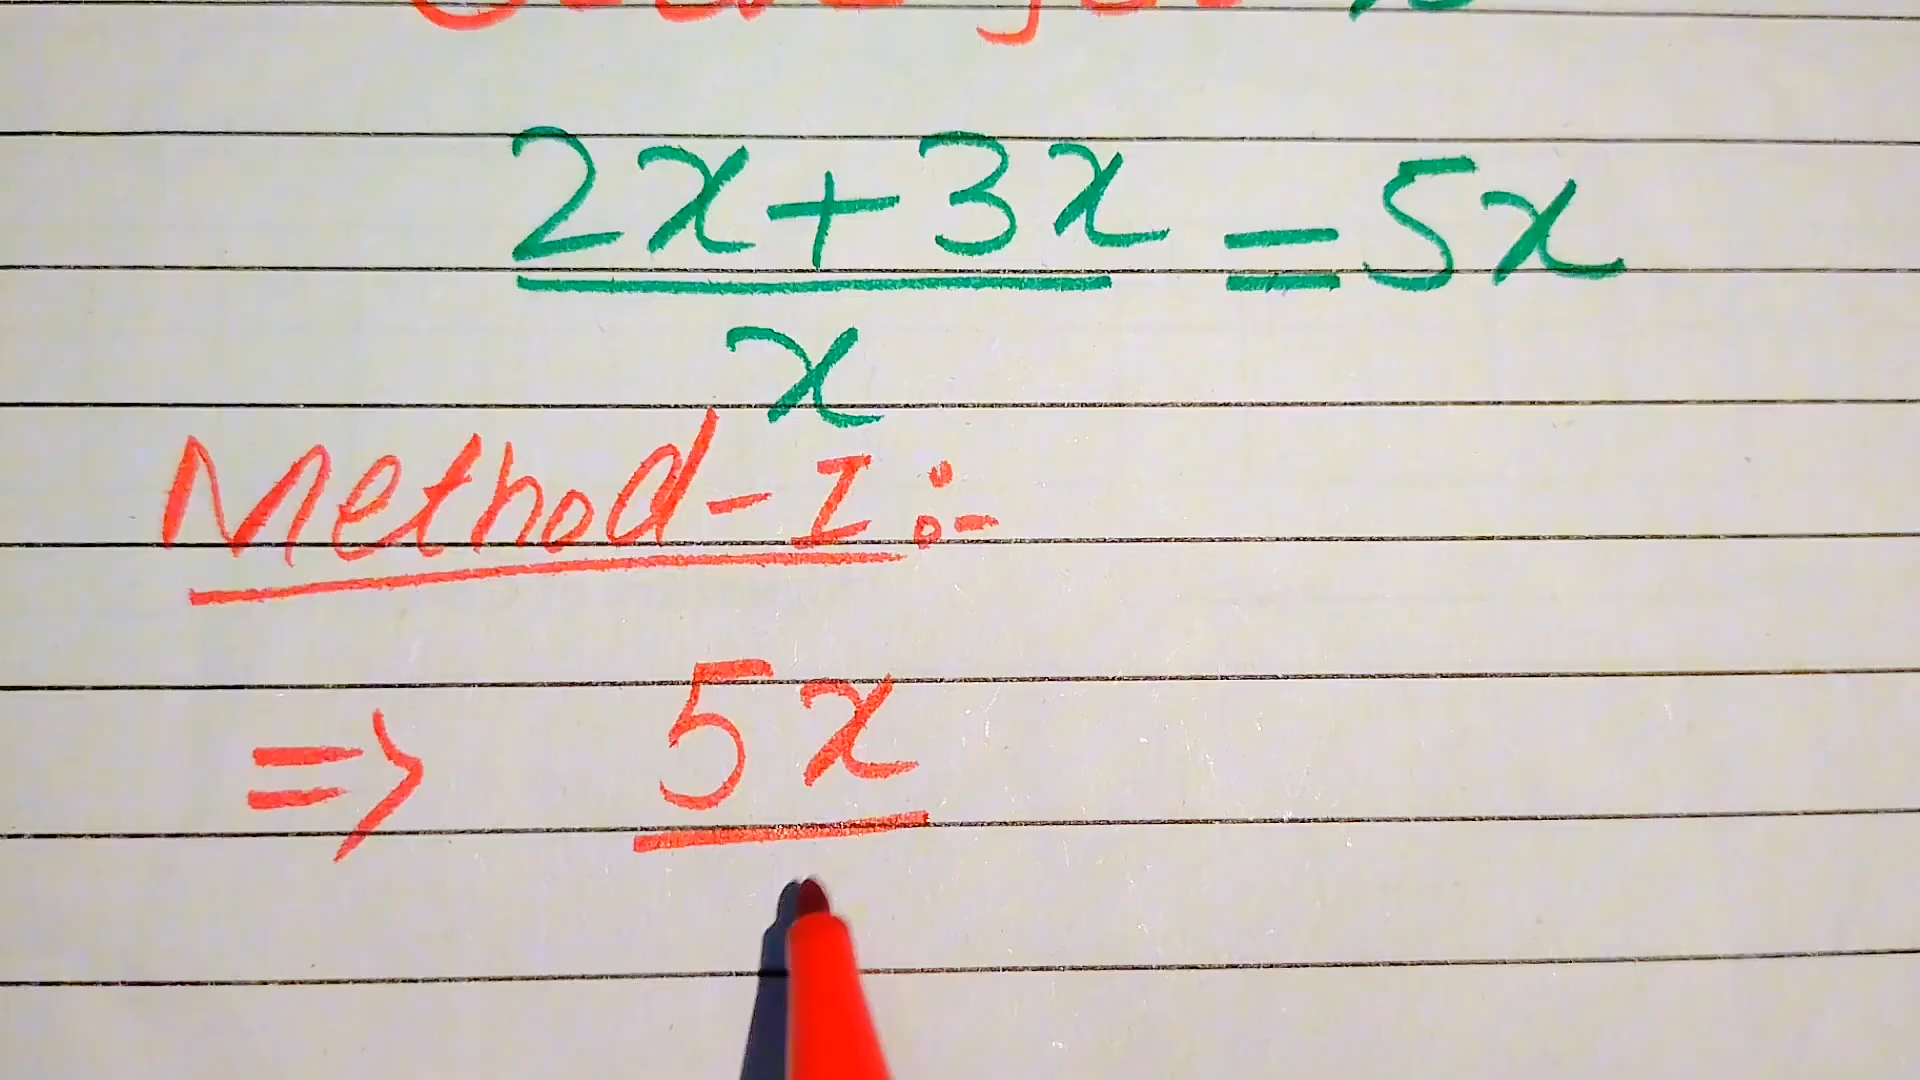 2x+3x = 5x
x
Method-I :-
⇒ 5x